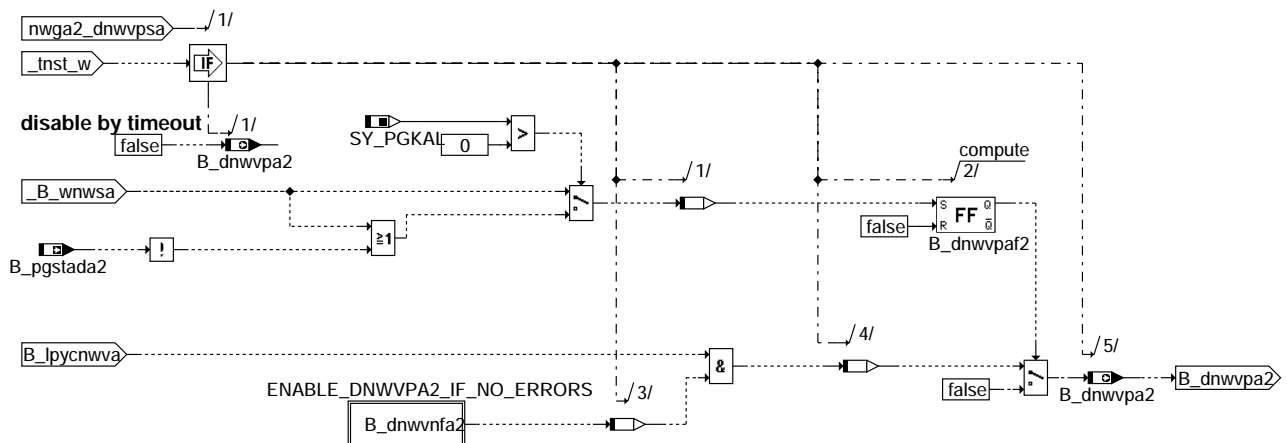 nwga2_dnwvpsa
/1/
_tnst_w
IF
disable by timeout
/1/
false
B_dnwvpa2
SY_PGKAL
0
>
compute
/1/
2/
_B_wnwsa
S Q
FF
R Q
false
B_dnwvpaf2
≥1
!
B_pgstada2
/4/
/5/
B_lpycnwva
&
B_dnwvpa2
false
B_dnwvpa2
ENABLE_DNWVPA2_IF_NO_ERRORS
/3/
B_dnwvnfa2